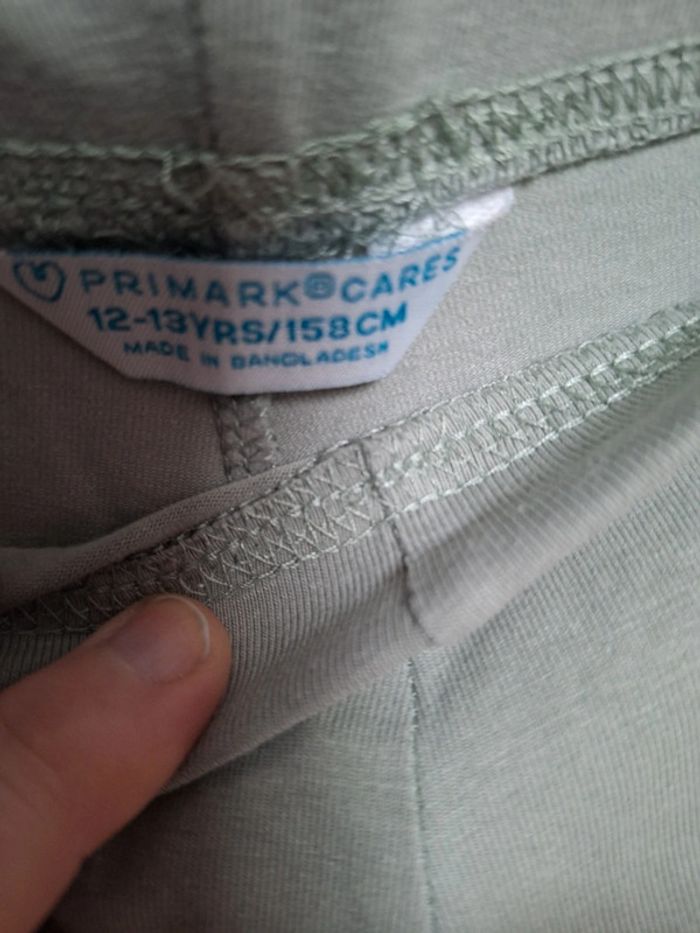 PRIMARK® CARES
12-13YRS/158CM
MADE IN BANGLADESH